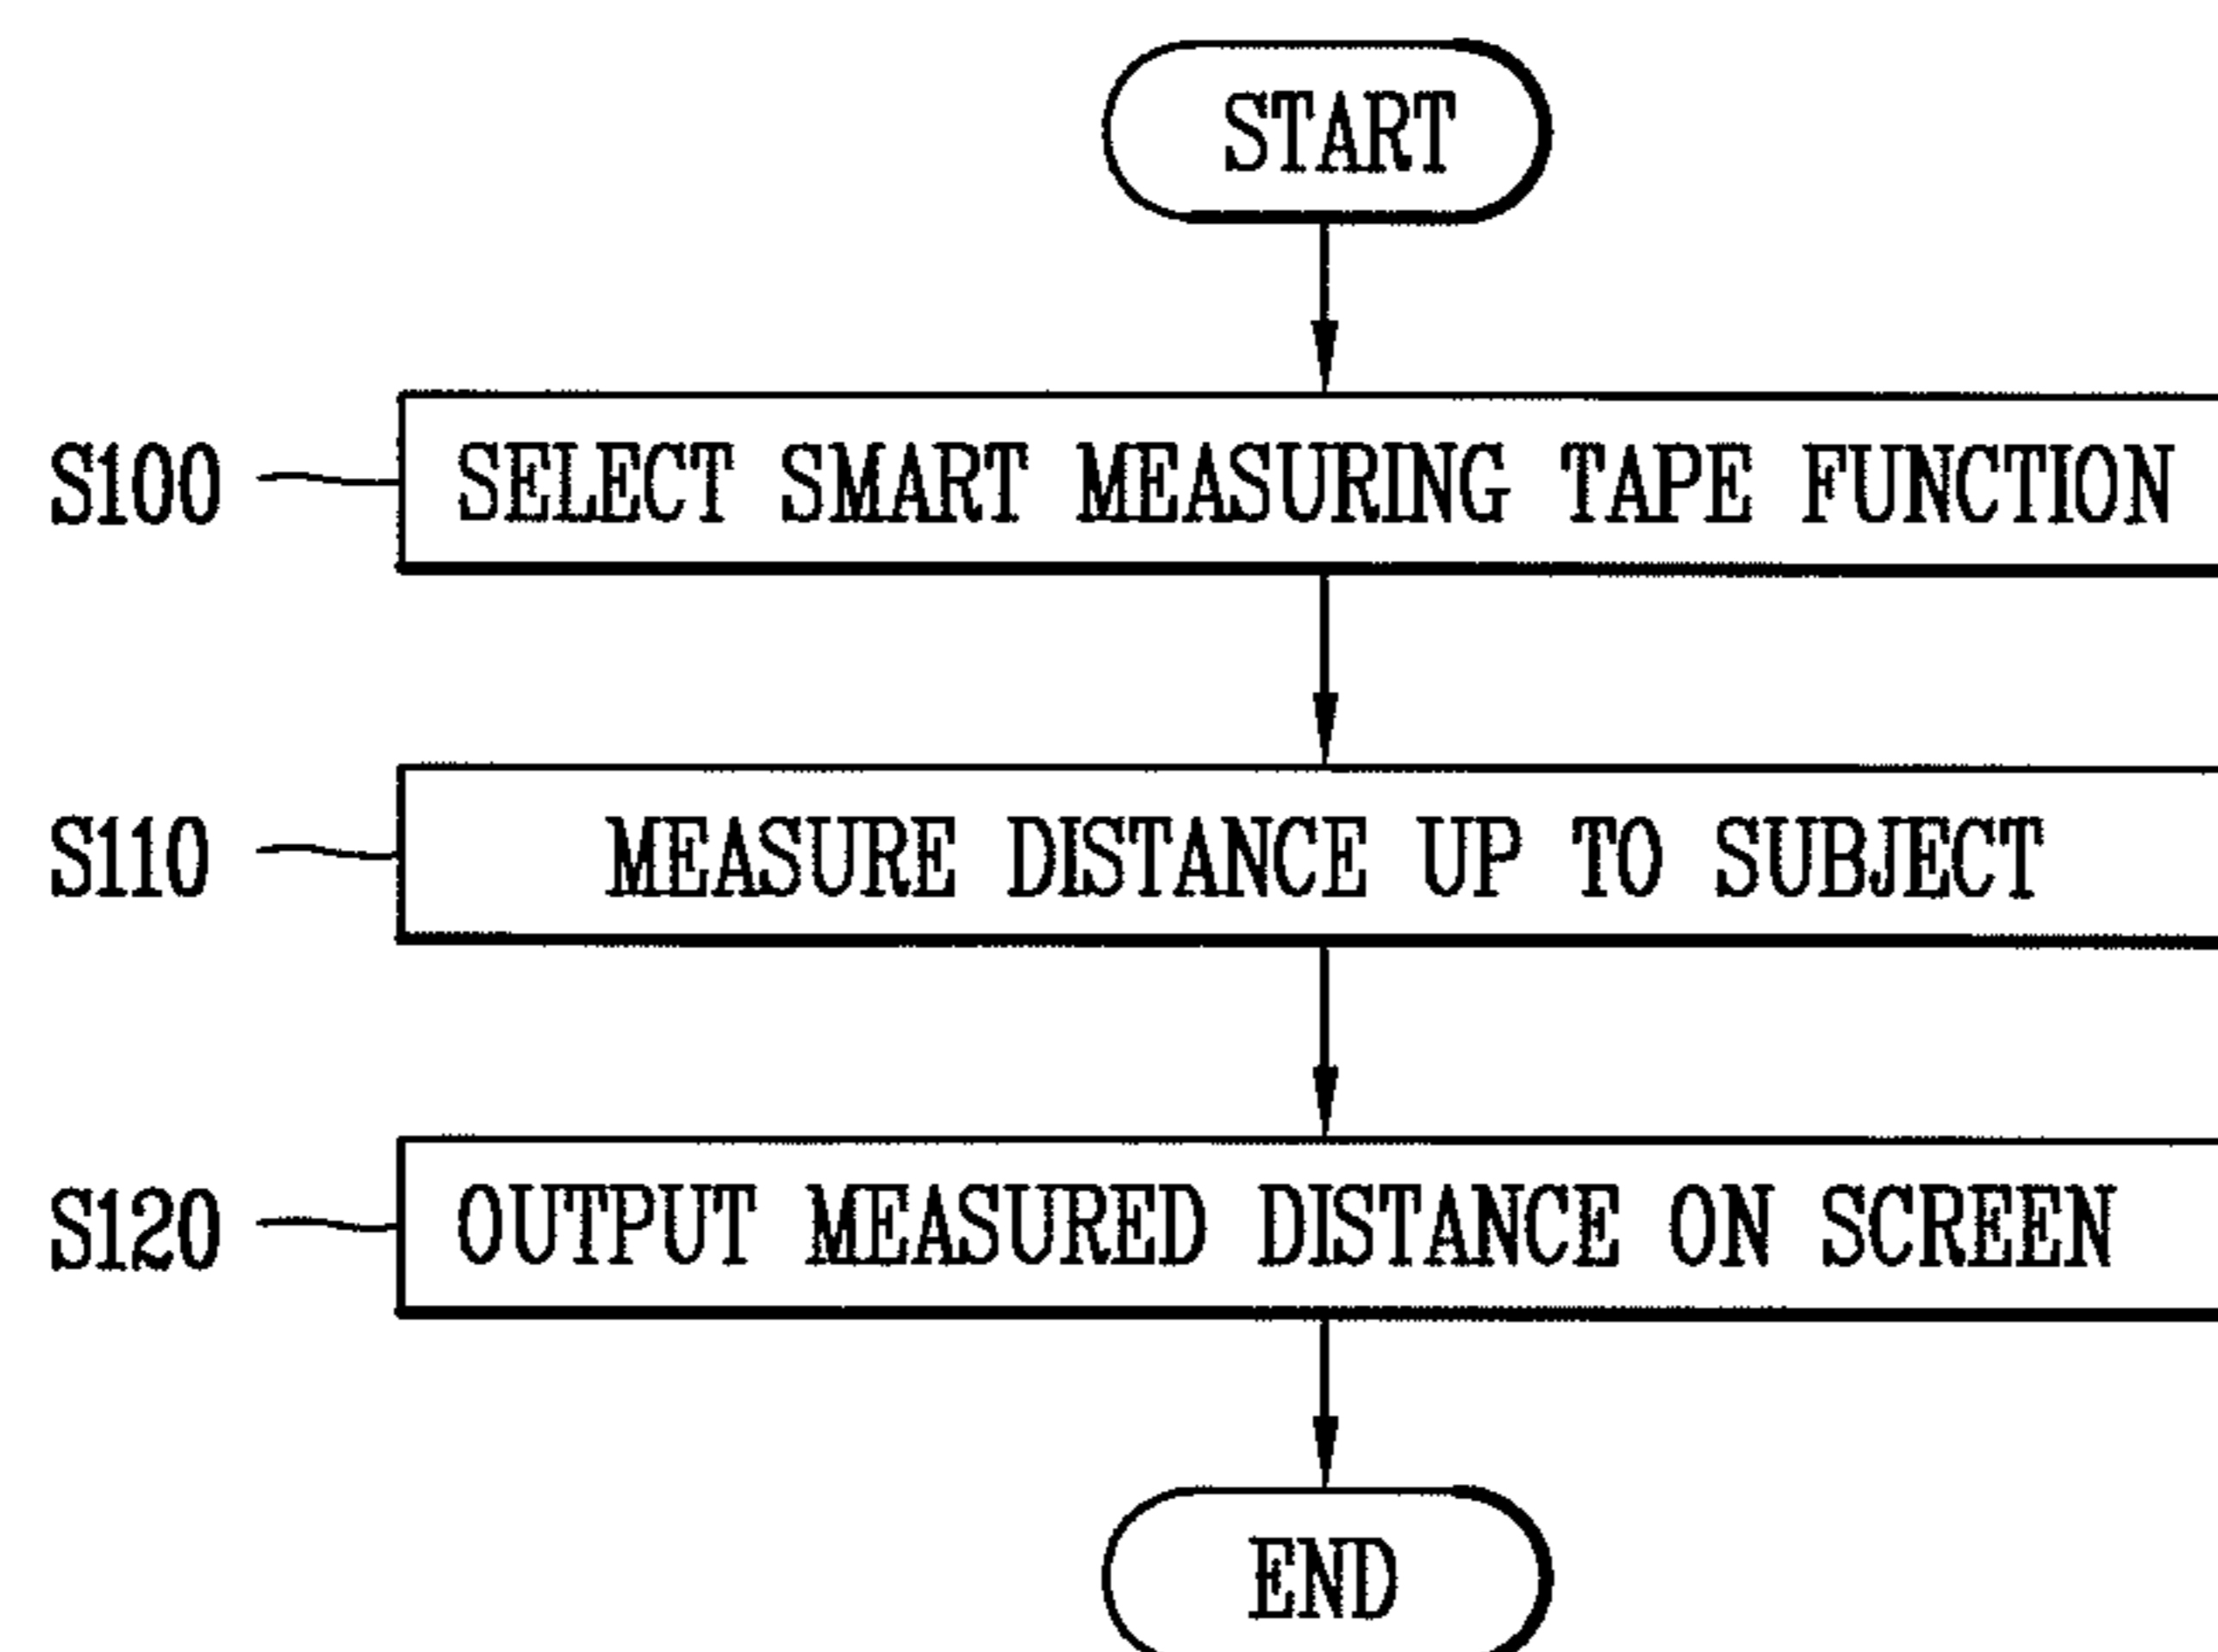 START
S100 SELECT SMART MEASURING TAPE FUNCTION
S110 MEASURE DISTANCE UP TO SUBJECT
S120 OUTPUT MEASURED DISTANCE ON SCREEN
END